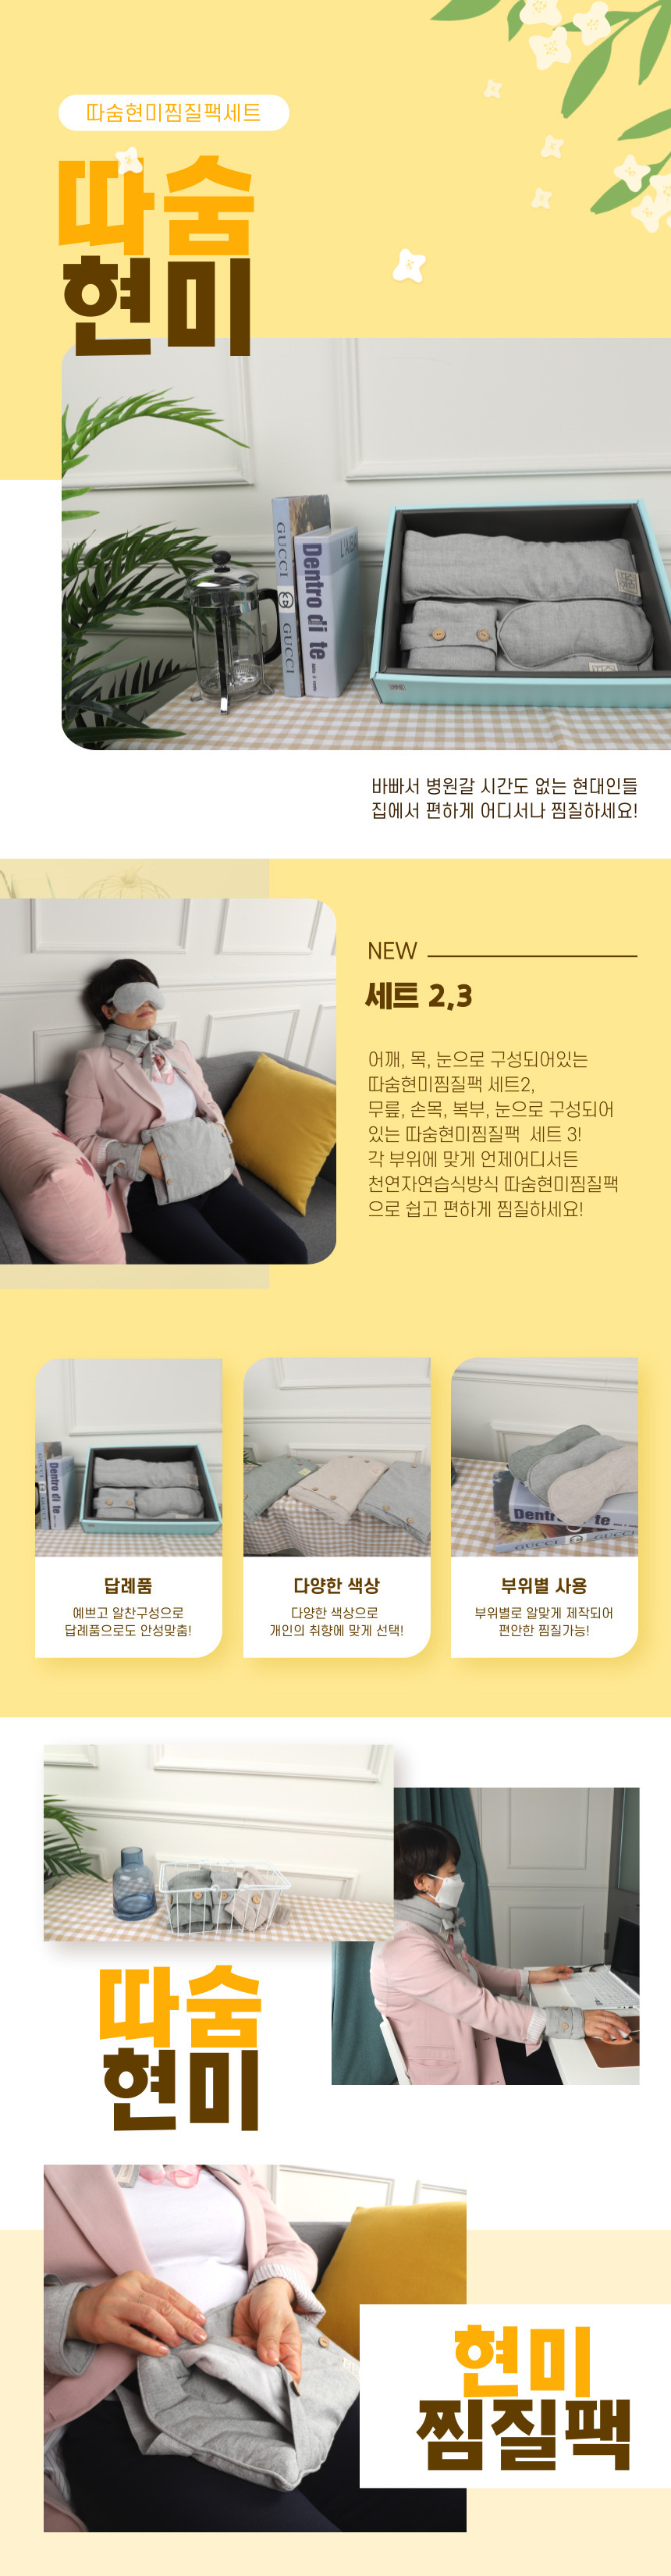 따숨현미찜질팩세트
따숨
현미
GUCCI
GUCCI
Dentro di te
바빠서 병원갈 시간도 없는 현대인들
집에서 편하게 어디서나 찜질하세요!
NEW
세트 2,3
어깨, 목, 눈으로 구성되어있는
따숨현미찜질팩 세트2,
무릎, 손목, 복부, 눈으로 구성되어
있는 따숨현미찜질팩 세트 3!
각 부위에 맞게 언제어디서든
천연자연습식방식 따숨현미찜질팩
으로 쉽고 편하게 찜질하세요!
Dentro di te
Dentr
te
GUCCI
답례품
예쁘고 알찬구성으로
답례품으로도 안성맞춤!
다양한 색상
다양한 색상으로
개인의 취향에 맞게 선택!
부위별 사용
부위별로 알맞게 제작되어
편안한 찜질가능!
따숨
현미
현미
찜질팩